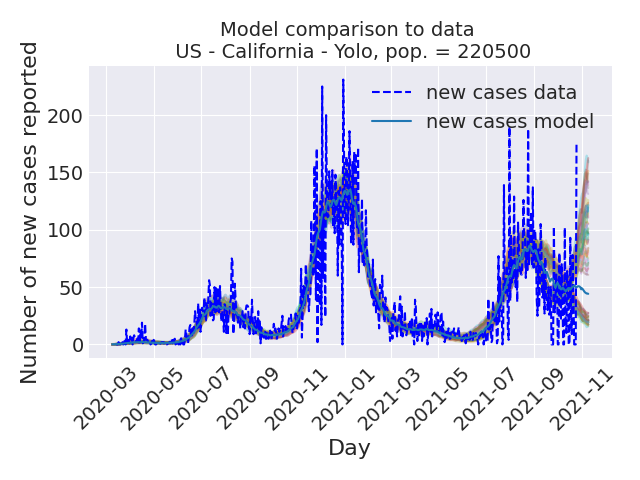 Model comparison to data
US - California - Yolo, pop. = 220500
Number of new cases reported
200
150
100
50
0
new cases data
new cases model
2020-03
2020-05
2020-07
2020-09
2020-11
2021-01
2021-03
2021-05
2021-07
2021-09
2021-11
Day